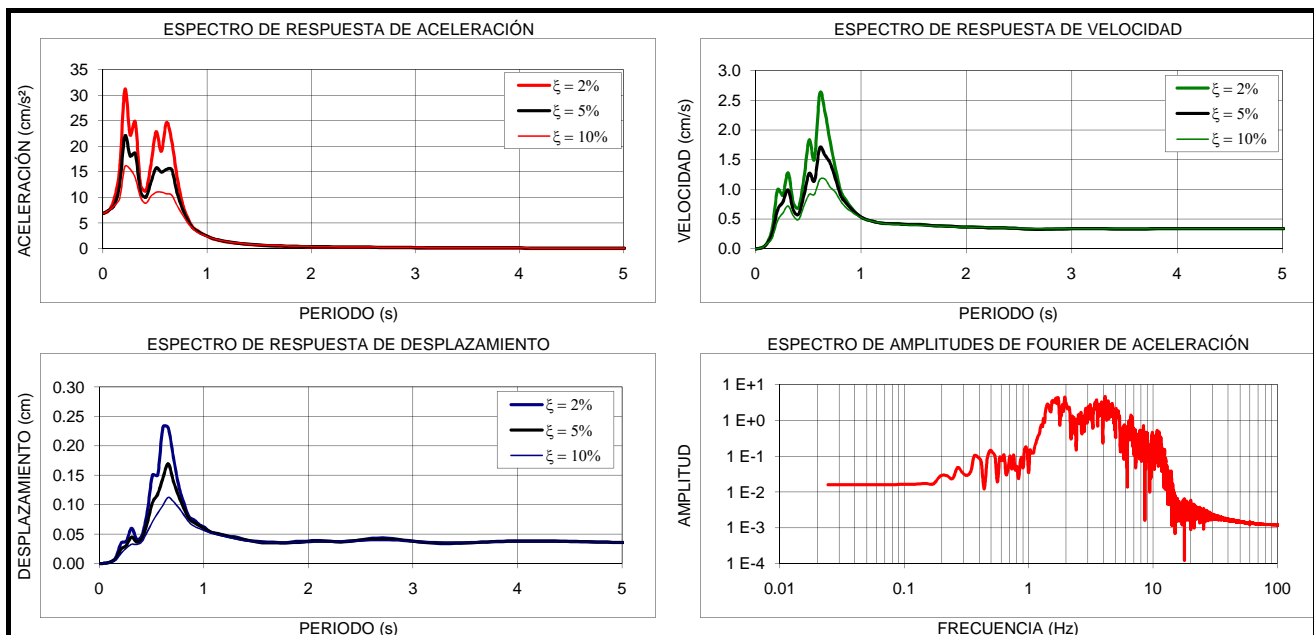 ESPECTRO DE RESPUESTA DE ACELERACIÓN
ACELERACIÓN (cm/s²)
35
30
25
20
15
10
5
0
ξ = 2%
ξ = 5%
ξ = 10%
0 1 2 3 4 5
PERIODO (s)
ESPECTRO DE RESPUESTA DE VELOCIDAD
VELOCIDAD (cm/s)
3.0
2.5
2.0
1.5
1.0
0.5
0.0
ξ = 2%
ξ = 5%
ξ = 10%
0 1 2 3 4 5
PERIODO (s)
ESPECTRO DE RESPUESTA DE DESPLAZAMIENTO
DESPLAZAMIENTO (cm)
0.30
0.25
0.20
0.15
0.10
0.05
0.00
ξ = 2%
ξ = 5%
ξ = 10%
0 1 2 3 4 5
PERIODO (s)
ESPECTRO DE AMPLITUDES DE FOURIER DE ACELERACIÓN
AMPLITUD
1 E+1
1 E+0
1 E-1
1 E-2
1 E-3
1 E-4
0.01 0.1 1 10 100
FRECUENCIA (Hz)